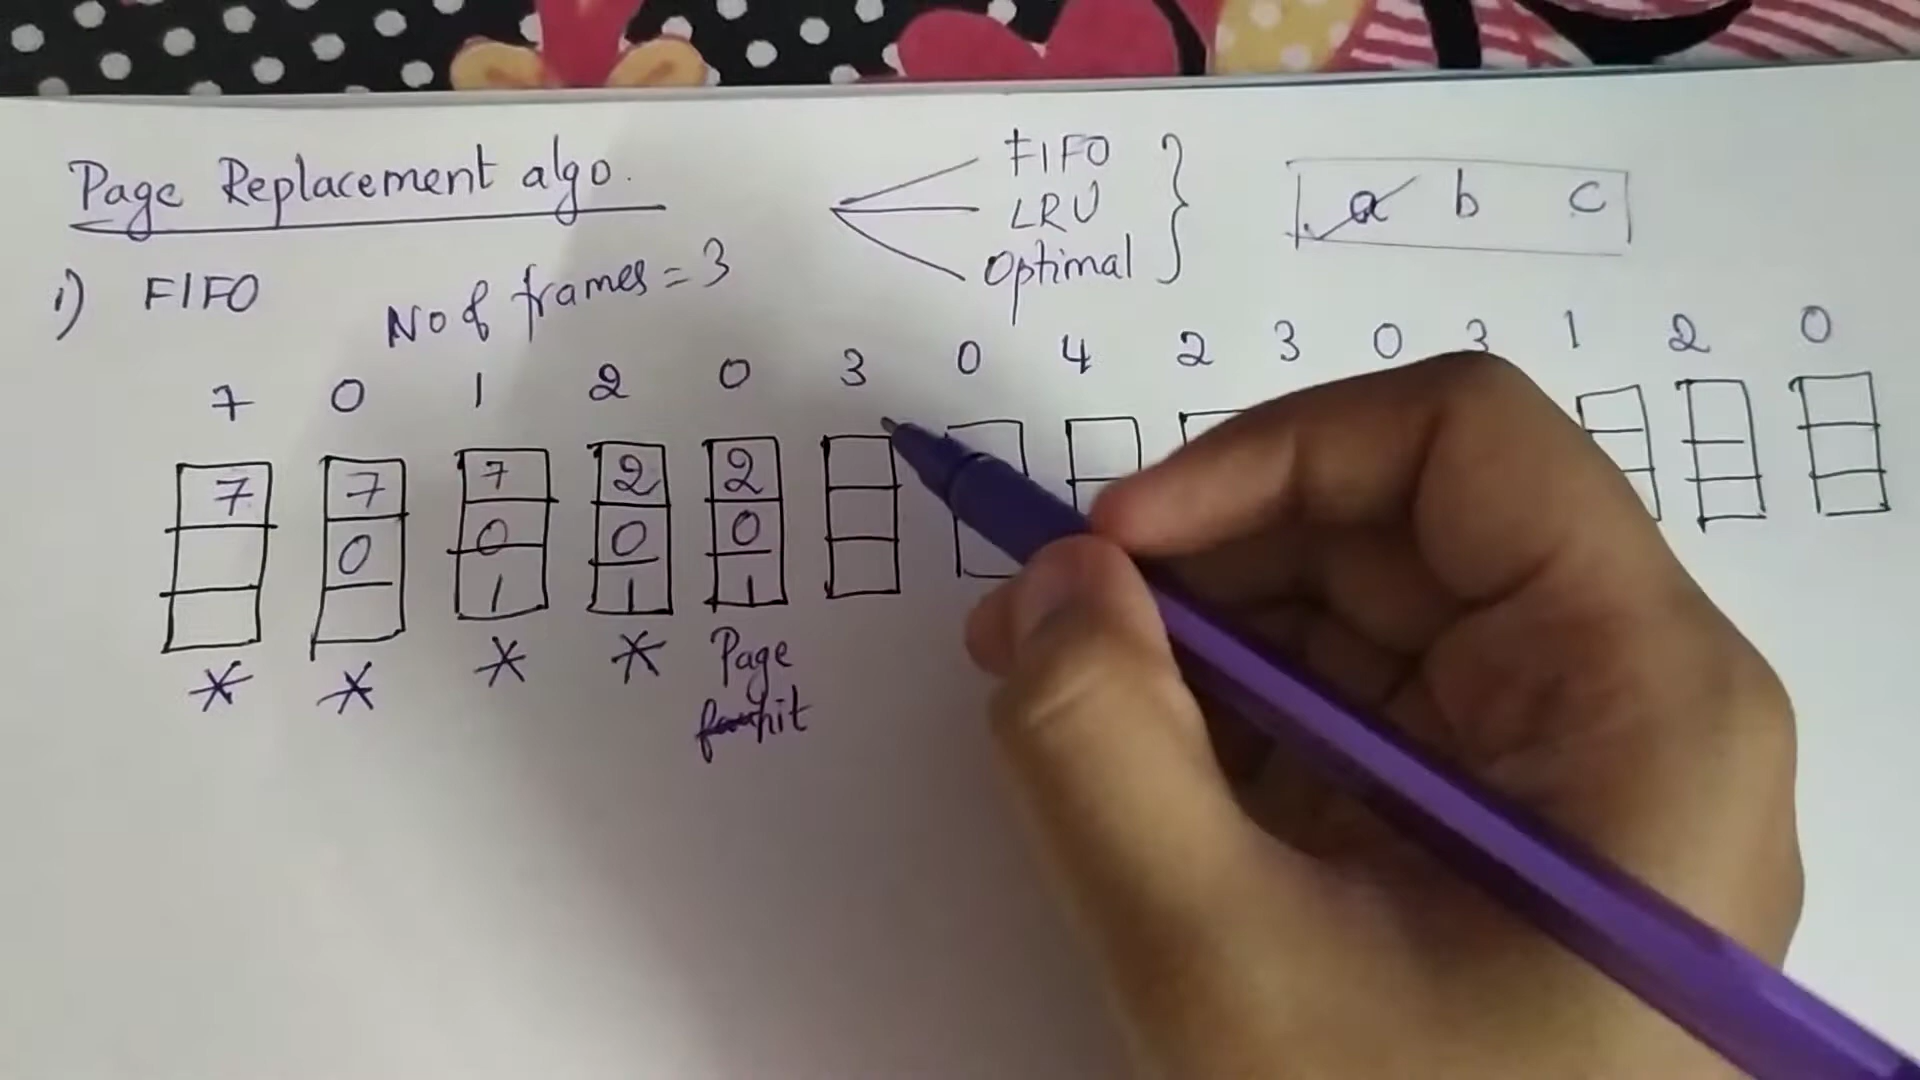 Page Replacement algo.
FIFO
LRU
Optimal
a b c
1) FIFO
No of frames = 3
7 0 1 2 0 3 0 4 2 3 0 3 1 2 0
7 7 7 2 2
0 0 0 0
1 1 1
* * * * Page
hit